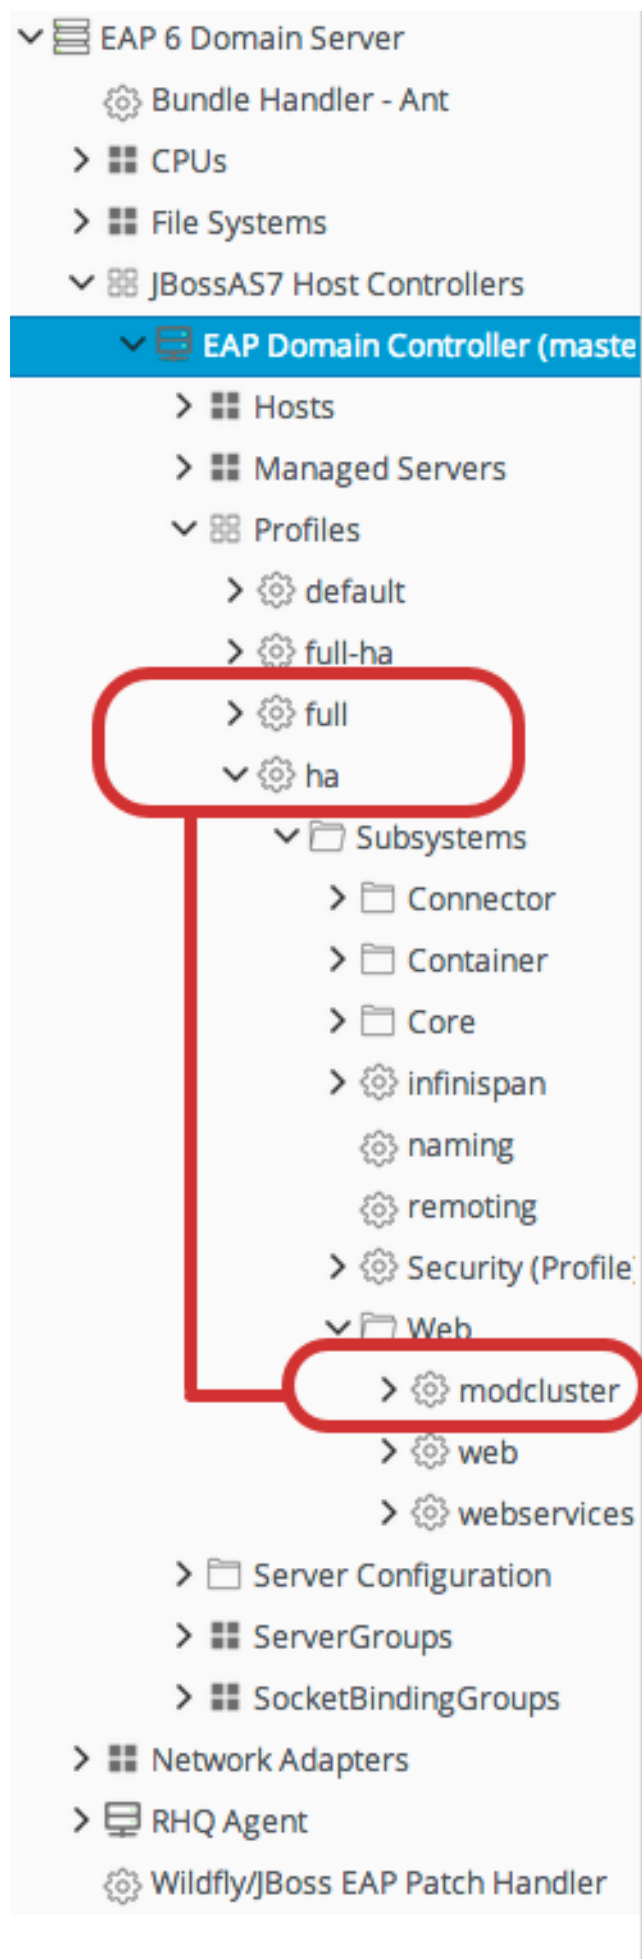 EAP 6 Domain Server
Bundle Handler - Ant
CPUs
File Systems
JBossAS7 Host Controllers
EAP Domain Controller (maste
Hosts
Managed Servers
Profiles
default
full-ha
full
ha
Subsystems
Connector
Container
Core
infinispan
naming
remoting
Security (Profile)
Web
modcluster
web
webservices
Server Configuration
ServerGroups
SocketBindingGroups
Network Adapters
RHQ Agent
Wildfly/JBoss EAP Patch Handler